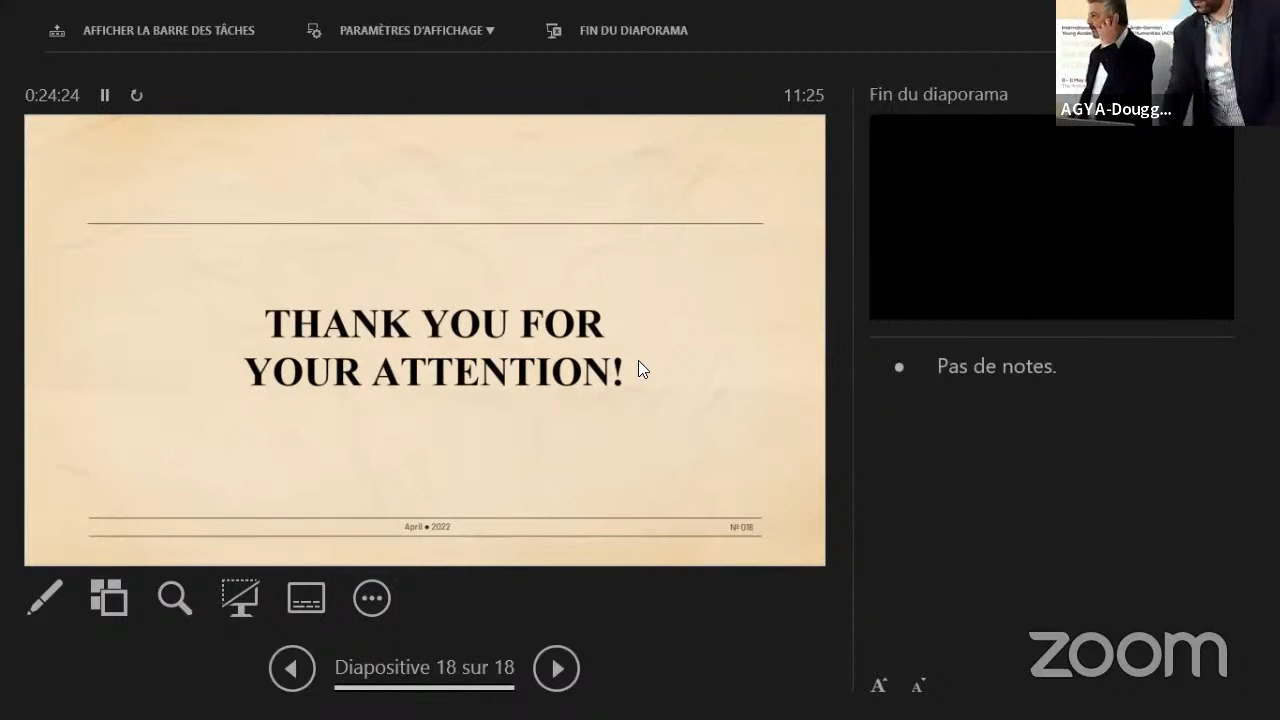 AFFICHER LA BARRE DES TÂCHES
PARAMÈTRES D'AFFICHAGE
FIN DU DIAPORAMA
0:24:24
11:25
THANK YOU FOR
YOUR ATTENTION!
April • 2022
№ 018
Diapositive 18 sur 18
Fin du diaporama
Pas de notes.
A A
AGYA-Dougg...
zoom